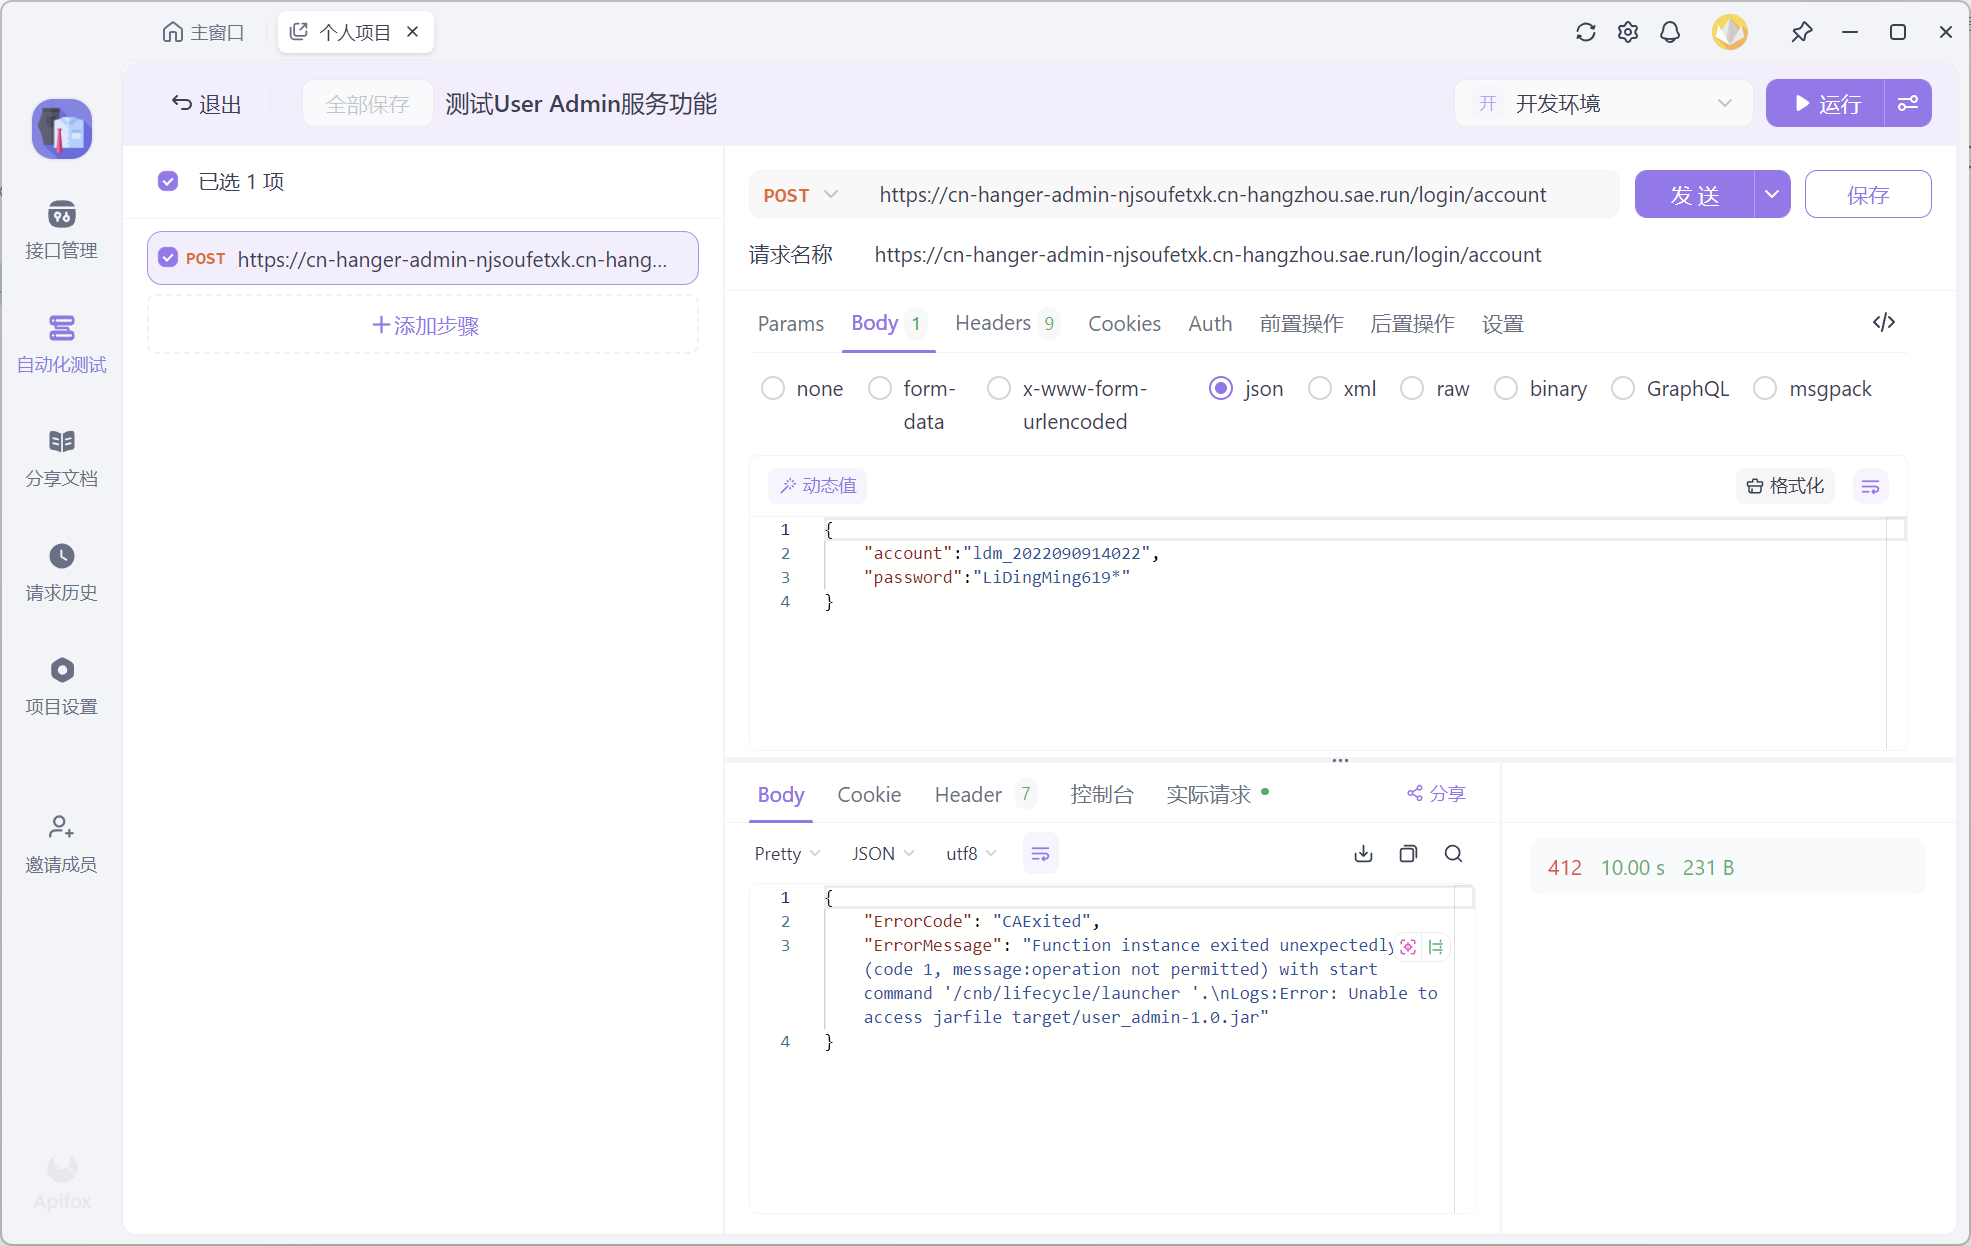 主窗口
个人项目
退出
全部保存
测试User Admin服务功能
开 开发环境
运行
已选 1 项
POST https://cn-hanger-admin-njsoufetxk.cn-hang...
添加步骤
接口管理
自动化测试
分享文档
请求历史
项目设置
邀请成员
Apifox
POST https://cn-hanger-admin-njsoufetxk.cn-hangzhou.sae.run/login/account
发 送
保存
请求名称 https://cn-hanger-admin-njsoufetxk.cn-hangzhou.sae.run/login/account
Params Body 1 Headers 9 Cookies Auth 前置操作 后置操作 设置
none form-data x-www-form-urlencoded json xml raw binary GraphQL msgpack
动态值
格式化
1 {
2 "account":"ldm_2022090914022",
3 "password":"LiDingMing619*"
4 }
Body Cookie Header 7 控制台 实际请求
分享
Pretty JSON utf8
1 {
2 "ErrorCode": "CAExited",
3 "ErrorMessage": "Function instance exited unexpectedly
(code 1, message:operation not permitted) with start
command '/cnb/lifecycle/launcher '.\nLogs:Error: Unable to
access jarfile target/user_admin-1.0.jar"
4 }
412 10.00 s 231 B